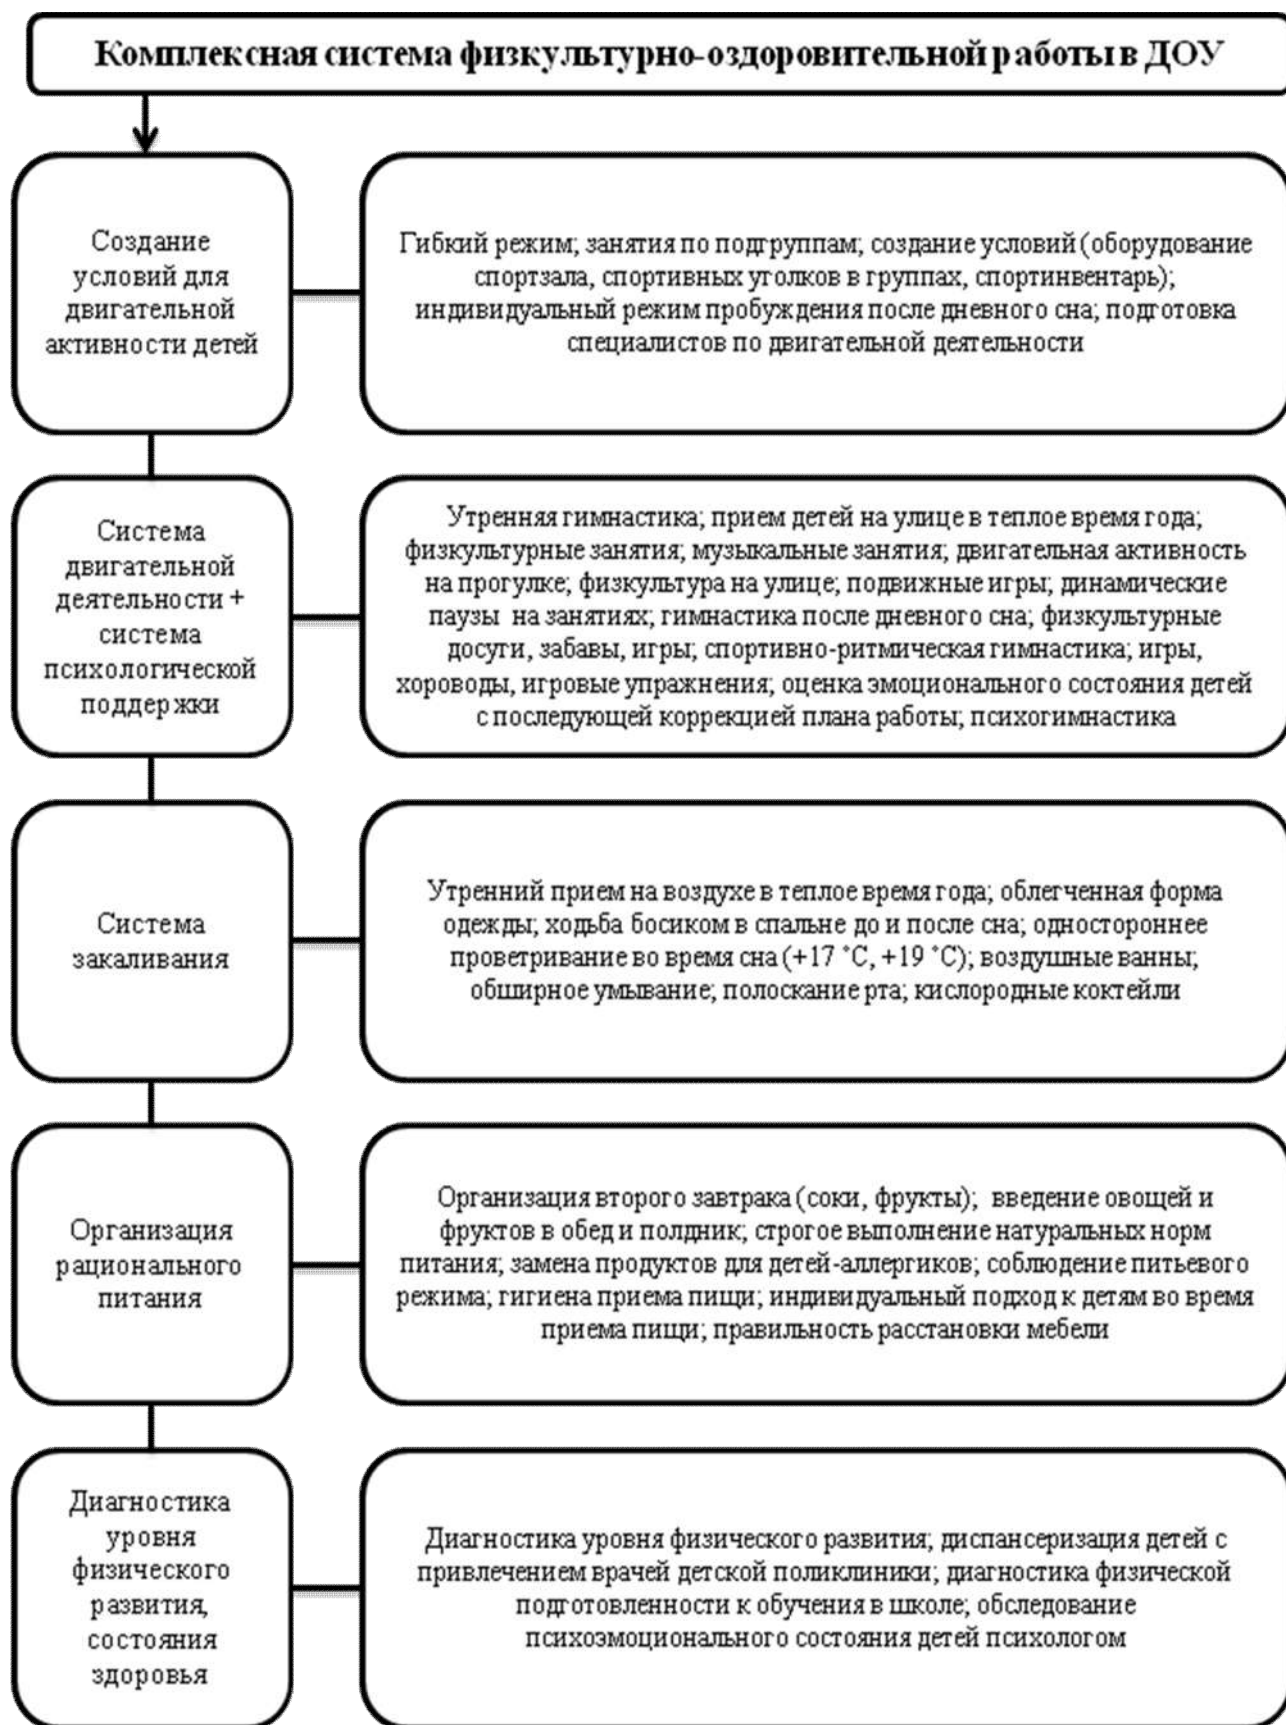 Комплексная система физкультурно-оздоровительной работы в ДОУ
Создание
условий для
двигательной
активности детей
Гибкий режим; занятия по подгруппам; создание условий (оборудование
спортзала, спортивных уголков в группах, спортинвентарь);
индивидуальный режим пробуждения после дневного сна; подготовка
специалистов по двигательной деятельности
Система
двигательной
деятельности +
система
психологической
поддержки
Утренняя гимнастика; прием детей на улице в теплое время года;
физкультурные занятия; музыкальные занятия; двигательная активность
на прогулке; физкультура на улице; подвижные игры; динамические
паузы на занятиях; гимнастика после дневного сна; физкультурные
досуги, забавы, игры; спортивно-ритмическая гимнастика; игры,
хороводы, игровые упражнения; оценка эмоционального состояния детей
с последующей коррекцией плана работы; психогимнастика
Система
закаливания
Утренний прием на воздухе в теплое время года; облегченная форма
одежды; ходьба босиком в спальне до и после сна; одностороннее
проветривание во время сна (+17 ˚С, +19 ˚С); воздушные ванны;
обширное умывание; полоскание рта; кислородные коктейли
Организация
рационального
питания
Организация второго завтрака (соки, фрукты); введение овощей и
фруктов в обед и полдник; строгое выполнение натуральных норм
питания; замена продуктов для детей-аллергиков; соблюдение питьевого
режима; гигиена приема пищи; индивидуальный подход к детям во время
приема пищи; правильность расстановки мебели
Диагностика
уровня
физического
развития,
состояния
здоровья
Диагностика уровня физического развития; диспансеризация детей с
привлечением врачей детской поликлиники; диагностика физической
подготовленности к обучения в школе; обследование
психоэмоционального состояния детей психологом